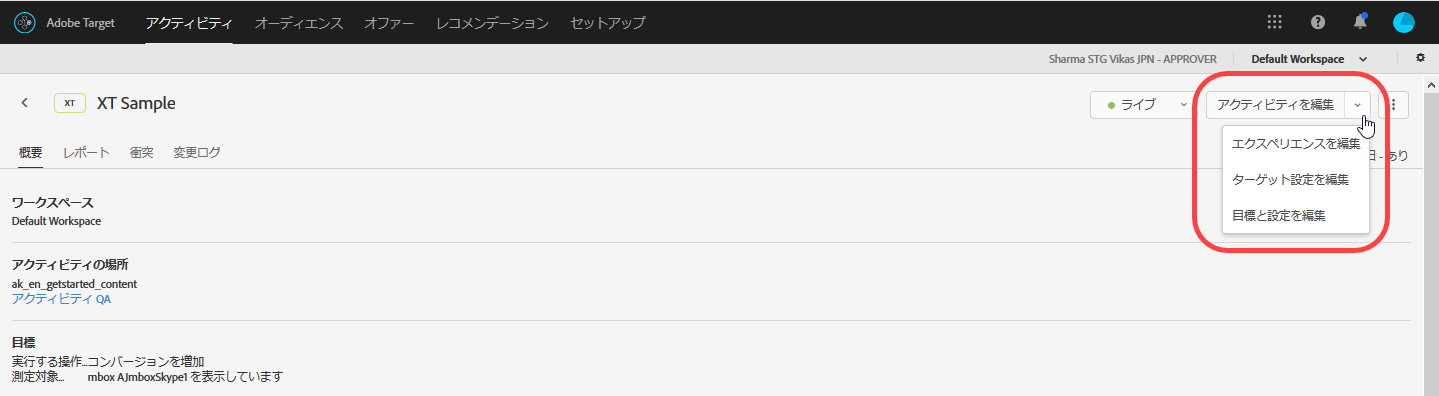 Adobe Target アクティビティ オーディエンス オファー レコメンデーション セットアップ
Sharma STG Vikas JPN - APPROVER Default Workspace
XT XT Sample ライブ アクティビティを編集
概要 レポート 衝突 変更ログ
エクスペリエンスを編集
日 - あり
ターゲット設定を編集
目標と設定を編集
ワークスペース
Default Workspace
アクティビティの場所
ak_en_getstarted_content
アクティビティ QA
目標
実行する操作...コンバージョンを増加
測定対象... mbox AJmboxSkype1 を表示しています